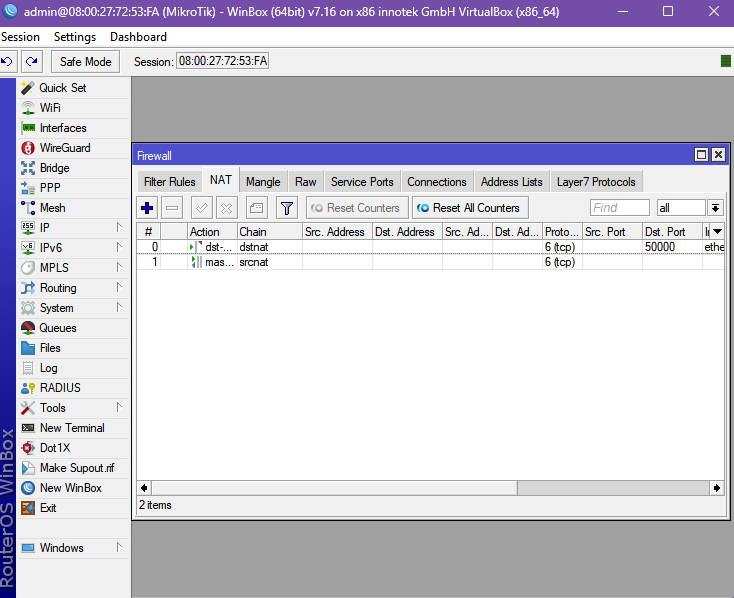 admin@08:00:27:72:53:FA (MikroTik) - WinBox (64bit) v7.16 on x86 innotek GmbH VirtualBox (x86_64)
Session Settings Dashboard
Safe Mode Session: 08:00:27:72:53:FA
Quick Set
WiFi
Interfaces
WireGuard
Bridge
PPP
Mesh
IP
IPv6
MPLS
Routing
System
Queues
Files
Log
RADIUS
Tools
New Terminal
Dot1X
Make Supout.rif
New WinBox
Exit
Windows
RouterOS WinBox
Firewall
Filter Rules NAT Mangle Raw Service Ports Connections Address Lists Layer7 Protocols
Reset Counters Reset All Counters Find all
# Action Chain Src. Address Dst. Address Src. Ad... Dst. Ad... Proto... Src. Port Dst. Port
0 dst-... dstnat 6 (tcp) 50000 ethe
1 mas... srcnat 6 (tcp)
2 items